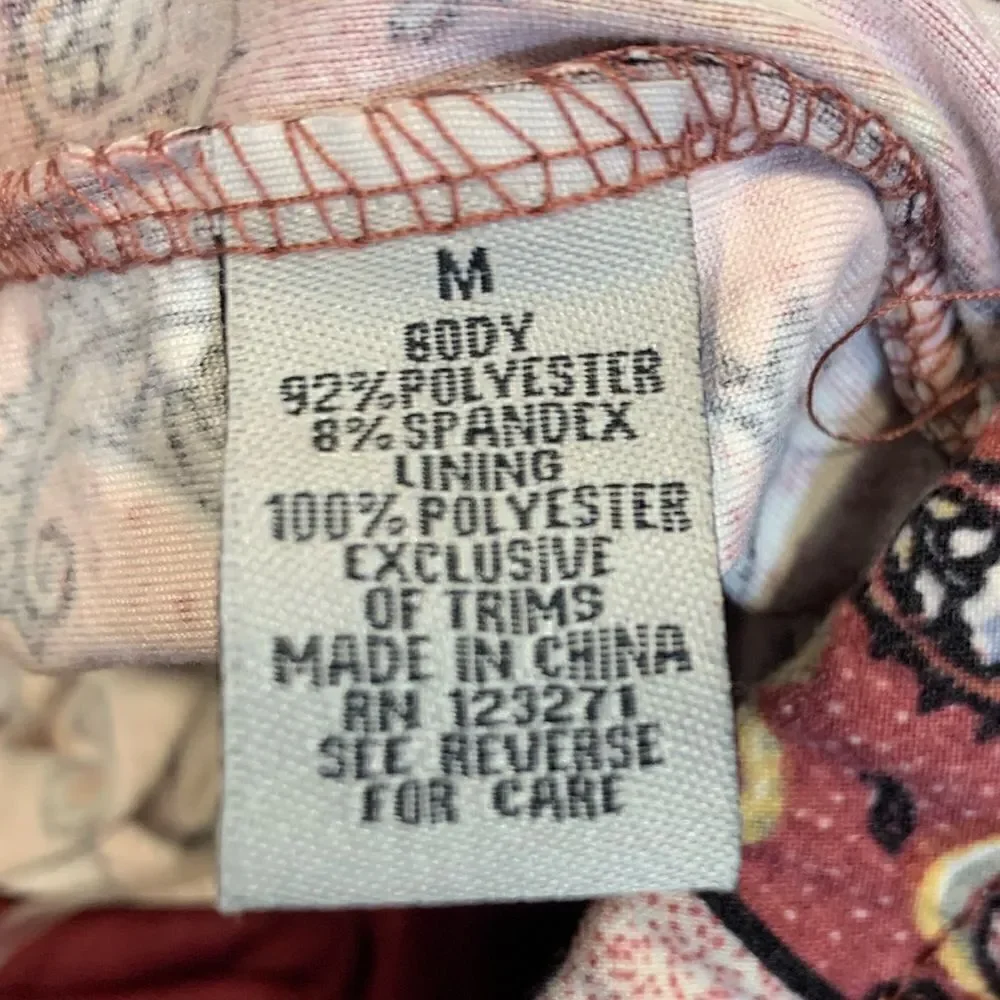 M
BODY
92% POLYESTER
8% SPANDEX
LINING
100% POLYESTER
EXCLUSIVE
OF TRIMS
MADE IN CHINA
RN 123271
SEE REVERSE
FOR CARE